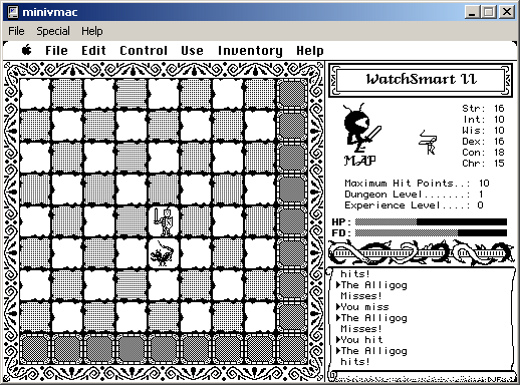 minivmac
File Special Help
File Edit Control Use Inventory Help
WatchSmart II
Str: 16
Int: 10
Wis: 10
Dex: 16
Con: 18
Chr: 15
MAP
Maximum Hit Points..: 10
Dungeon Level.......: 1
Experience Level....: 0
HP:
FD:
hits!
The Alligog
Misses!
You miss
The Alligog
Misses!
You hit
The Alligog
hits!